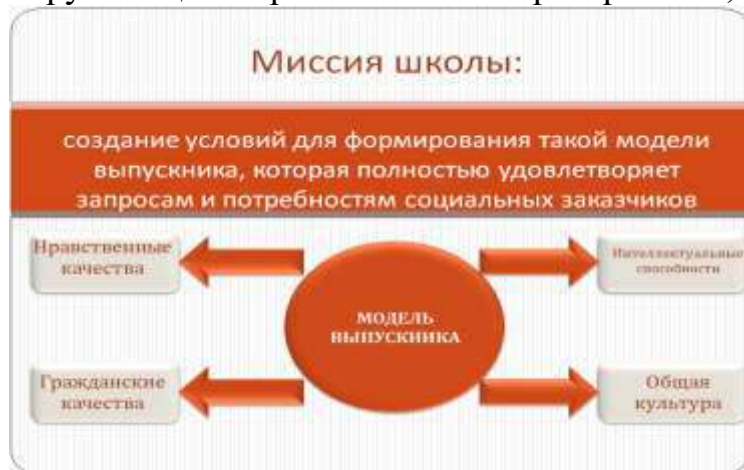 Миссия школы:
создание условий для формирования такой модели
выпускника, которая полностью удовлетворяет
запросам и потребностям социальных заказчиков
Нравственные
качества
Интеллектуальные
способности
МОДЕЛЬ
ВЫПУСКНИКА
Гражданские
качества
Общая
культура